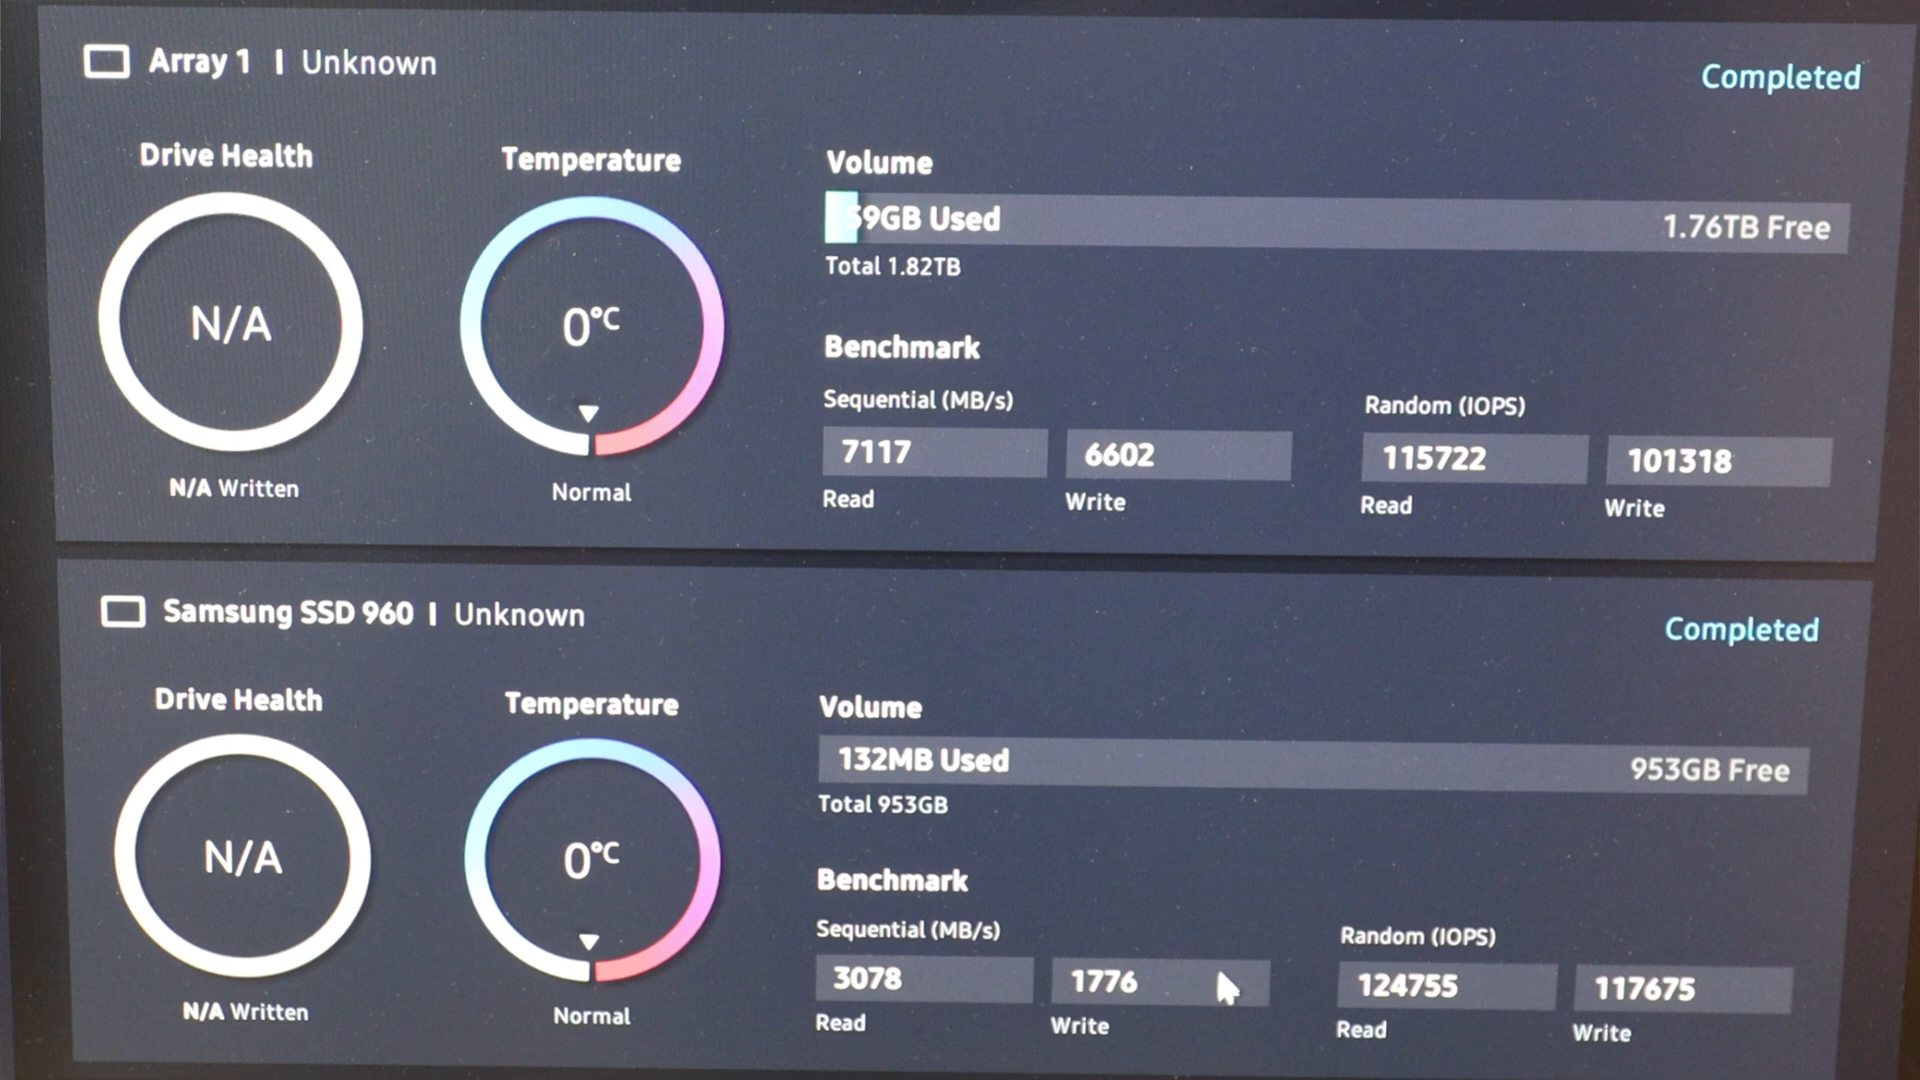 Array 1 | Unknown
Completed
Drive Health
Temperature
Volume
59GB Used
1.76TB Free
Total 1.82TB
N/A
0°C
Benchmark
Sequential (MB/s)
Random (IOPS)
7117
6602
115722
101318
Read
Write
Read
Write
N/A Written
Normal
Samsung SSD 960 | Unknown
Completed
Drive Health
Temperature
Volume
132MB Used
953GB Free
Total 953GB
N/A
0°C
Benchmark
Sequential (MB/s)
Random (IOPS)
3078
1776
124755
117675
Read
Write
Read
Write
N/A Written
Normal